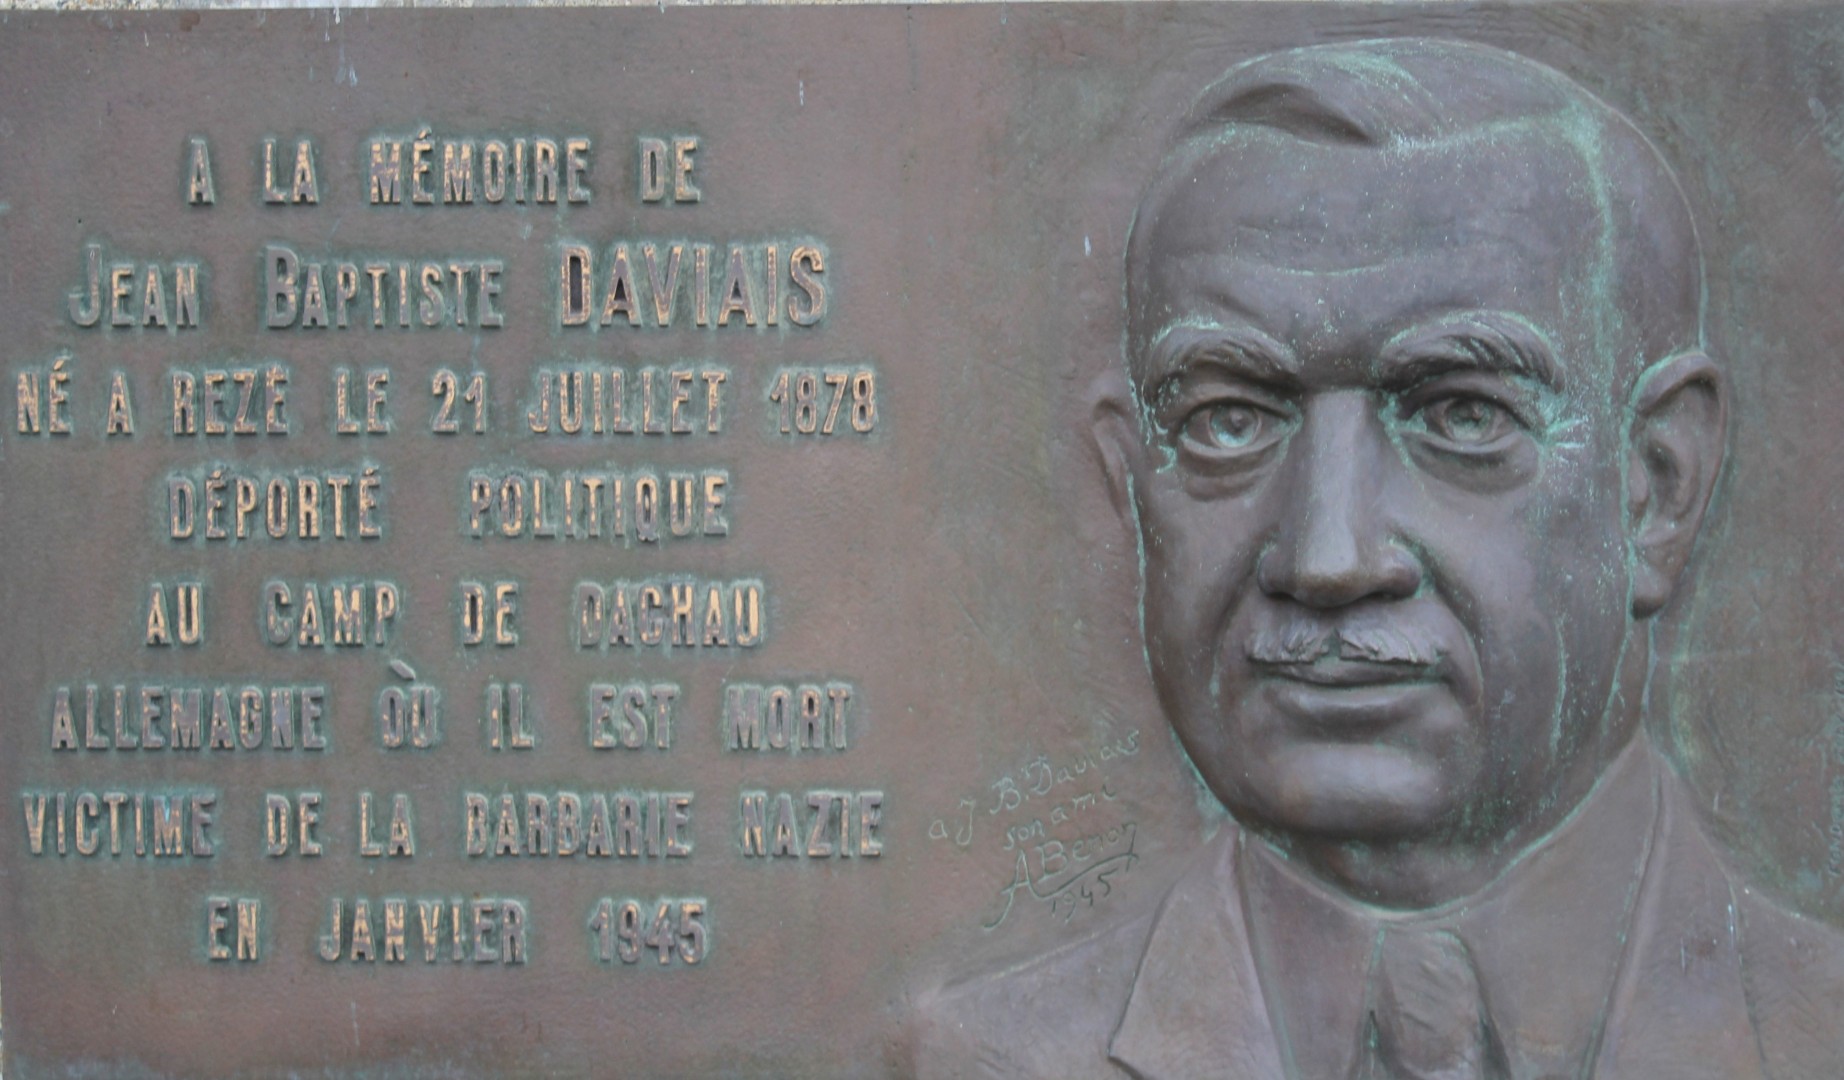 A LA MÉMOIRE DE
JEAN BAPTISTE DAVIAIS
NÉ A REZÉ LE 21 JUILLET 1878
DÉPORTÉ POLITIQUE
AU CAMP DE DACHAU
ALLEMAGNE OÙ IL EST MORT
VICTIME DE LA BARBARIE NAZIE
EN JANVIER 1945
a J B. Daviais
son ami
A Benon
1945